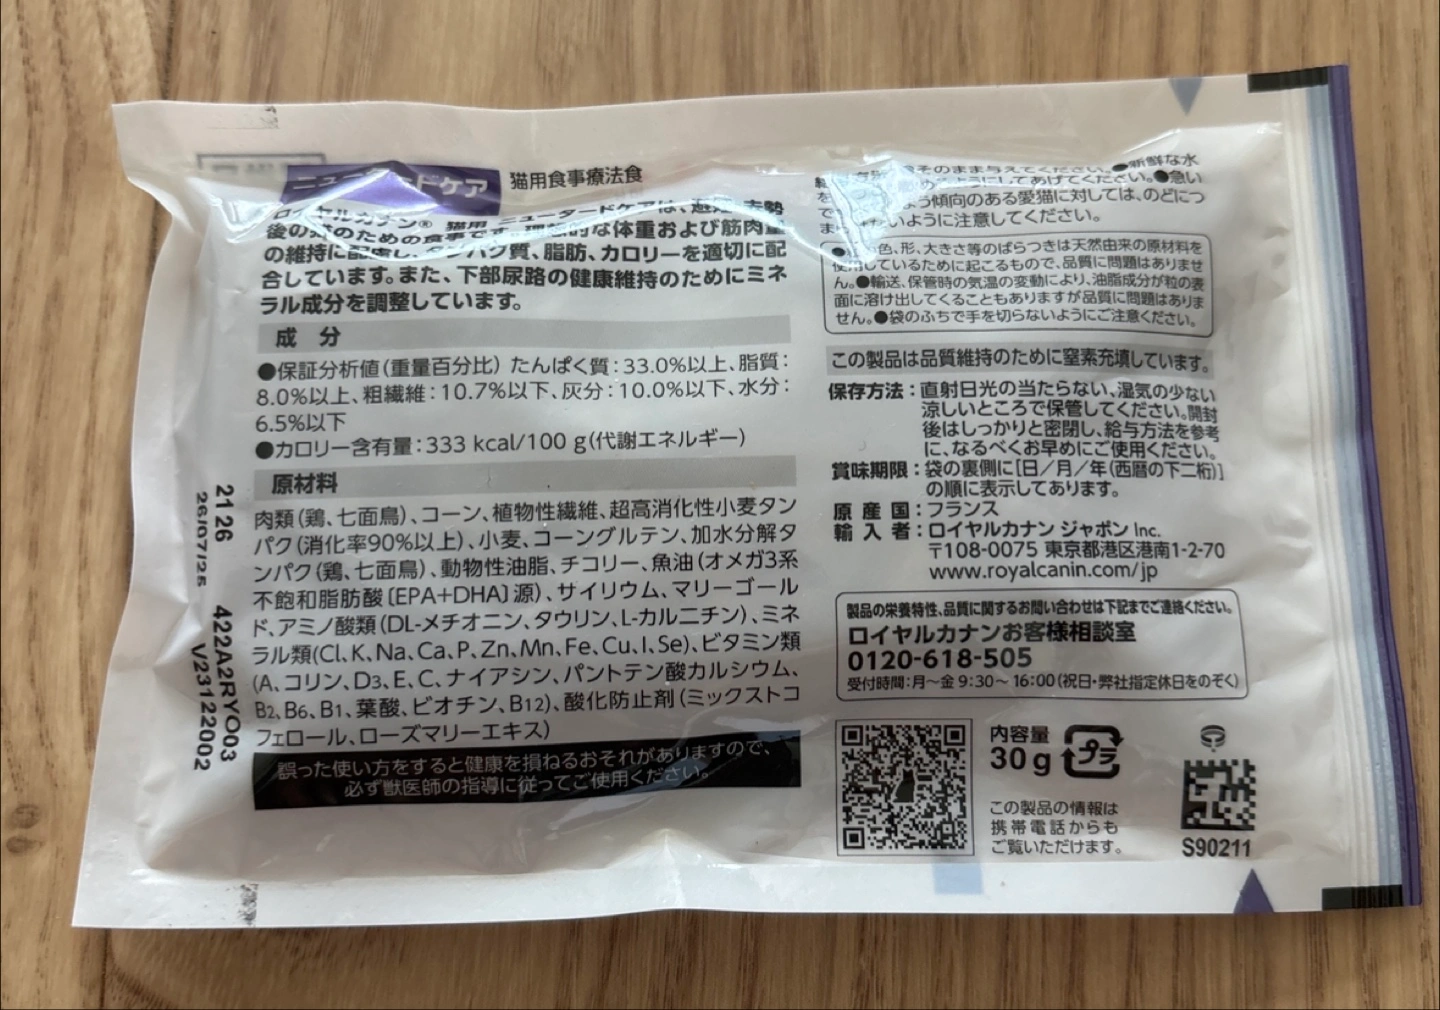 ニュータードケア 猫用食事療法食
ロイヤルカナン® 猫用 ニュータードケアは、避妊・去勢
後の猫のための食事です。理想的な体重および筋肉量
の維持に配慮し、タンパク質、脂肪、カロリーを適切に配
合しています。また、下部尿路の健康維持のためにミネ
ラル成分を調整しています。
成 分
●保証分析値(重量百分比) たんぱく質:33.0%以上、脂質:
8.0%以上、粗繊維:10.7%以下、灰分:10.0%以下、水分:
6.5%以下
●カロリー含有量:333 kcal/100 g(代謝エネルギー)
原材料
肉類(鶏、七面鳥)、コーン、植物性繊維、超高消化性小麦タン
パク(消化率90%以上)、小麦、コーングルテン、加水分解タ
ンパク(鶏、七面鳥)、動物性油脂、チコリー、魚油(オメガ3系
不飽和脂肪酸〔EPA+DHA〕源)、サイリウム、マリーゴール
ド、アミノ酸類(DL-メチオニン、タウリン、L-カルニチン)、ミネ
ラル類(Cl、K、Na、Ca、P、Zn、Mn、Fe、Cu、I、Se)、ビタミン類
(A、コリン、D3、E、C、ナイアシン、パントテン酸カルシウム、
B2、B6、B1、葉酸、ビオチン、B12)、酸化防止剤(ミックストコ
フェロール、ローズマリーエキス)
誤った使い方をすると健康を損ねるおそれがありますので、
必ず獣医師の指導に従ってご使用ください。
21 26 422A2RYO03
26/07/25 V23122002
そのまま与えてください。●新鮮な水
ようにしてあげてください。●急い
傾向のある愛猫に対しては、のどにつ
ないように注意してください。
色、形、大きさ等のばらつきは天然由来の原材料を
使用しているために起こるもので、品質に問題はありませ
ん。●輸送、保管時の気温の変動により、油脂成分が粒の表
面に溶け出してくることもありますが品質に問題はありま
せん。●袋のふちで手を切らないようにご注意ください。
この製品は品質維持のために窒素充填しています。
保存方法:直射日光の当たらない、湿気の少ない
涼しいところで保管してください。開封
後はしっかりと密閉し、給与方法を参考
に、なるべくお早めにご使用ください。
賞味期限:袋の裏側に[日/月/年(西暦の下二桁)]
の順に表示してあります。
原産国:フランス
輸入者:ロイヤルカナン ジャポン Inc.
〒108-0075 東京都港区港南1-2-70
www.royalcanin.com/jp
製品の栄養特性、品質に関するお問い合わせは下記までご連絡ください。
ロイヤルカナンお客様相談室
0120-618-505
受付時間:月〜金 9:30〜16:00(祝日・弊社指定休日をのぞく)
内容量
30 g
プラ
この製品の情報は
携帯電話からも
ご覧いただけます。
S90211